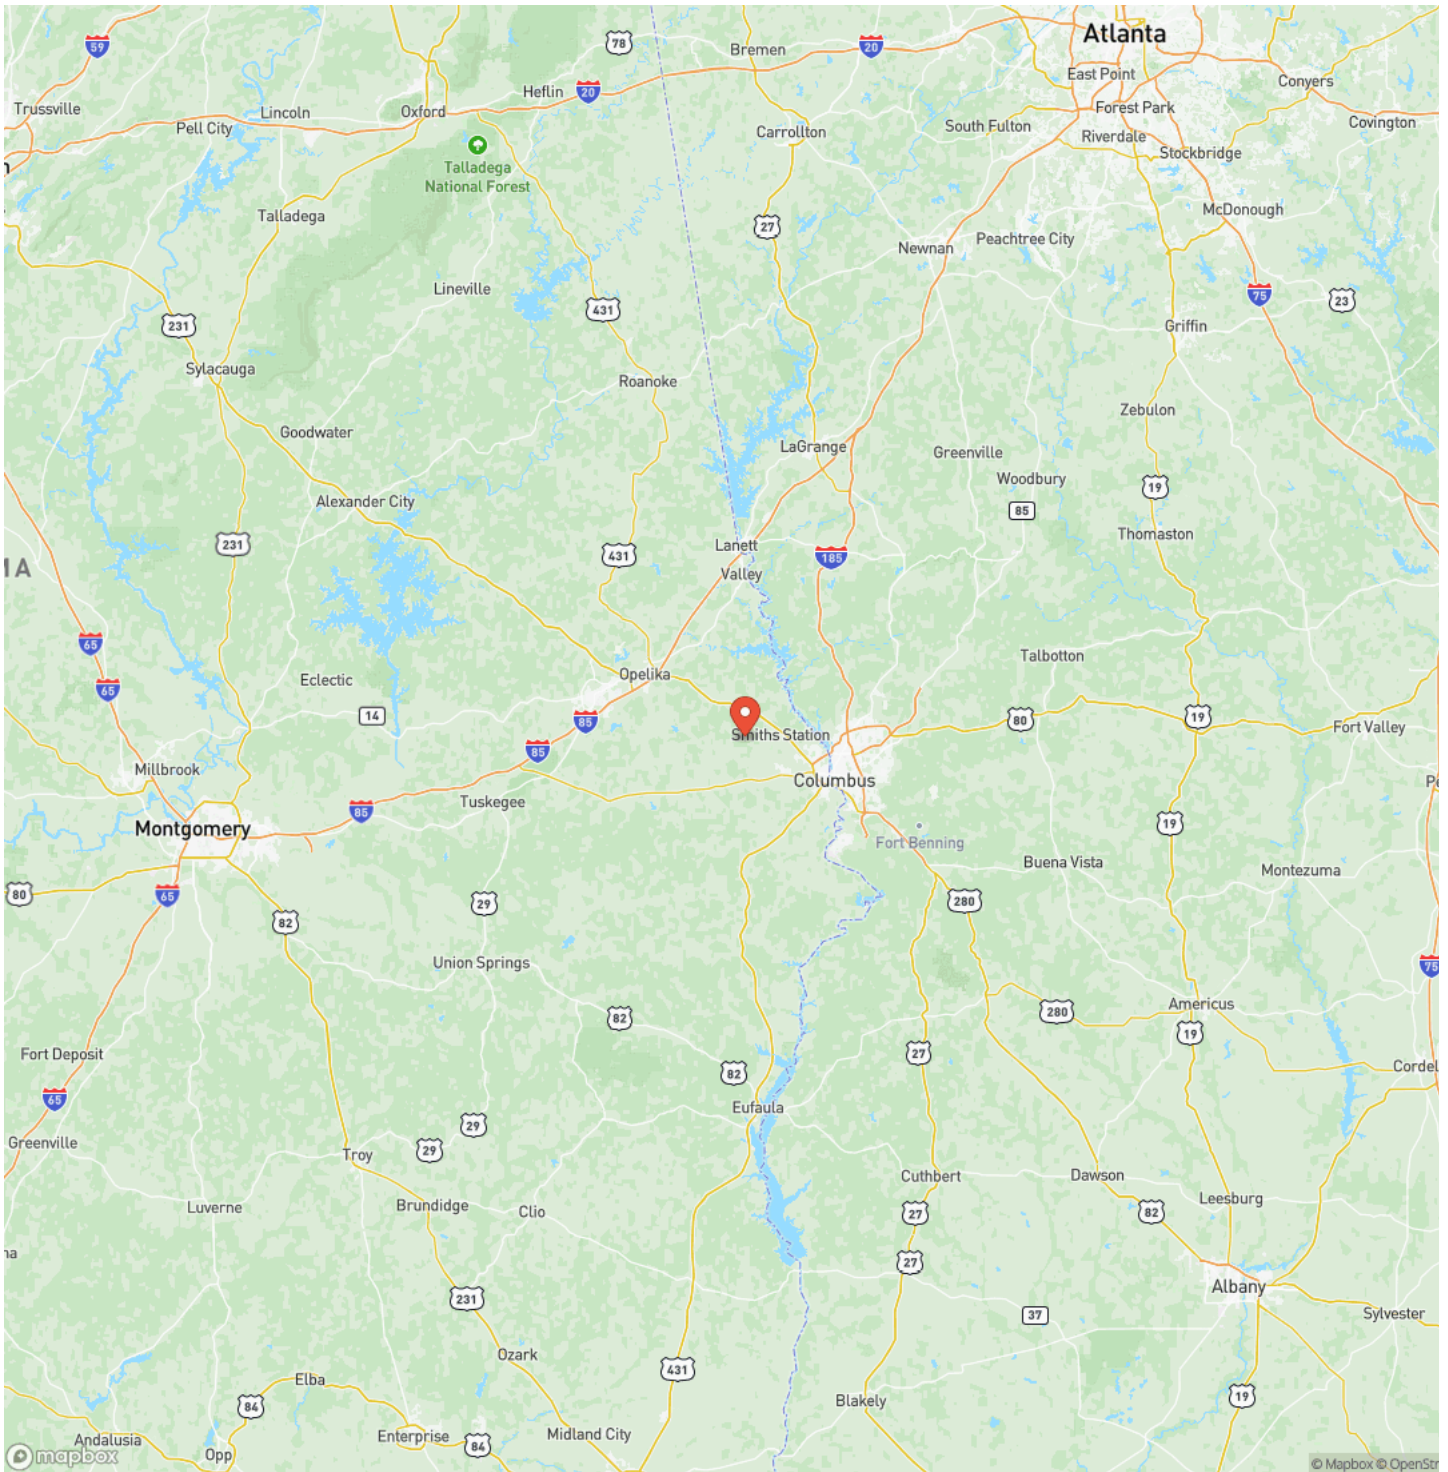 Atlanta
59
78
Bremen
20
East Point
Conyers
Heflin
20
Trussville
Lincoln
Oxford
Forest Park
Covington
Pell City
Carrollton
South Fulton
Riverdale
Stockbridge
Talladega
National Forest
Talladega
McDonough
27
Newnan
Peachtree City
Lineville
431
75
23
231
Griffin
Sylacauga
Roanoke
Zebulon
Goodwater
LaGrange
Greenville
Woodbury
Alexander City
19
85
231
Lanett
431
185
Thomaston
MA
Valley
65
Talbotton
Opelika
Eclectic
65
14
85
80
19
Fort Valley
Smiths Station
85
Millbrook
Columbus
Tuskegee
85
Montgomery
19
Fort Benning
Buena Vista
Montezuma
80
65
29
280
82
Union Springs
75
Americus
82
280
19
Fort Deposit
27
82
Cordel
65
Eufaula
29
Greenville
29
Troy
Cuthbert
Dawson
Leesburg
Brundidge
Luverne
Clio
27
82
na
27
Albany
231
37
Sylvester
Ozark
431
Elba
19
84
Blakely
Enterprise
Midland City
Andalusia
84
Opp
mapbox
© Mapbox © OpenStr